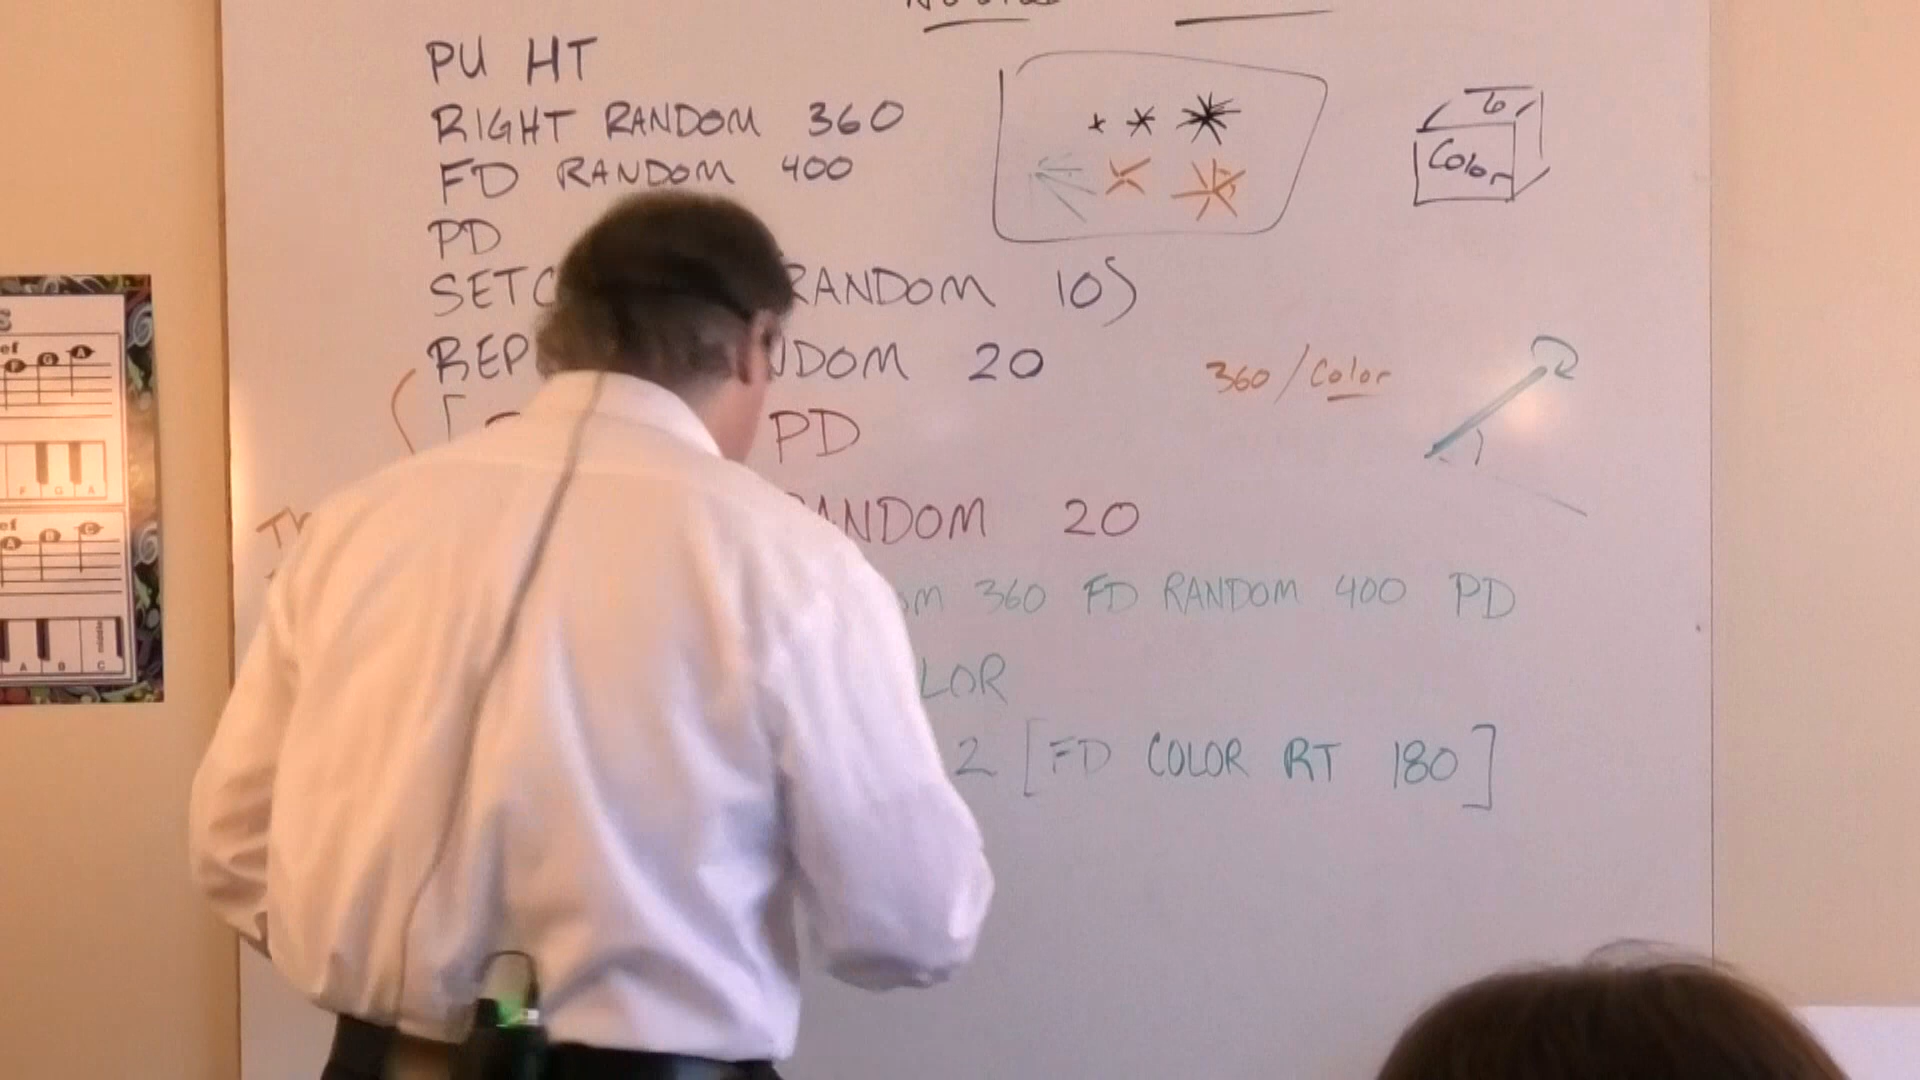 PU HT
RIGHT RANDOM 360
FD RANDOM 400
PD
SETC RANDOM 105
REP NDOM 20
[ PD
ANDOM 20
OM 360 FD RANDOM 400 PD
LOR
2 [FD COLOR RT 180]
Color
360/Color
F G A
F G A
A B C
A B C